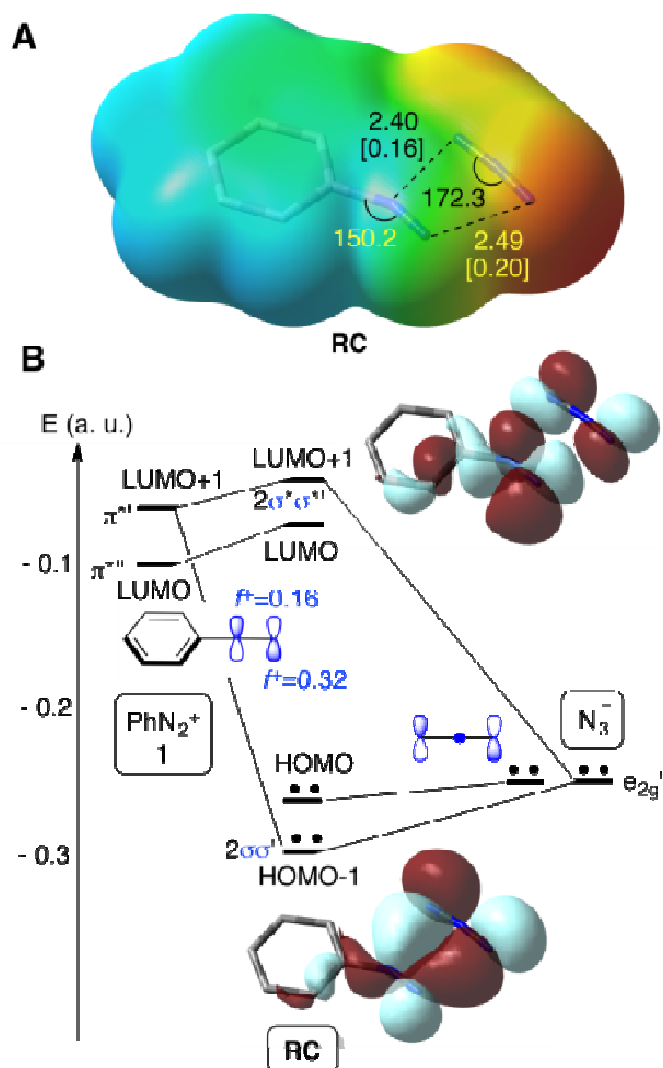 A
2.40
[0.16]
172.3
150.2
2.49
[0.20]
RC
B
E (a. u.)
LUMO+1
LUMO+1
π*'
2σ*σ*'
LUMO
π*''
LUMO
- 0.1
f⁺=0.16
f⁺=0.32
PhN₂⁺
1
- 0.2
N₃⁻
HOMO
e₂g'
- 0.3
2σσ'
HOMO-1
RC